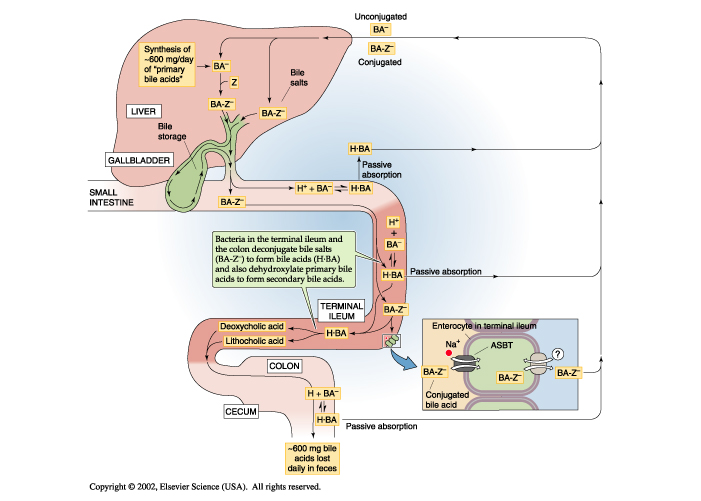 Unconjugated
BA⁻
BA-Z⁻
Conjugated
Synthesis of
~600 mg/day
of "primary
bile acids"
BA⁻
Z
BA-Z⁻
Bile
salts
BA-Z⁻
LIVER
Bile
storage
GALLBLADDER
H·BA
Passive
absorption
SMALL
INTESTINE
BA-Z⁻
H⁺ + BA⁻
H·BA
H⁺
+
BA⁻
H·BA
Passive absorption
Bacteria in the terminal ileum and
the colon deconjugate bile salts
(BA-Z⁻) to form bile acids (H·BA)
and also dehydroxylate primary bile
acids to form secondary bile acids.
TERMINAL
ILEUM
BA-Z⁻
Deoxycholic acid
Lithocholic acid
H·BA
Enterocyte in terminal ileum
Na⁺
ASBT
?
BA-Z⁻
BA-Z⁻
BA-Z⁻
Conjugated
bile acid
COLON
CECUM
H + BA⁻
H·BA
Passive absorption
~600 mg bile
acids lost
daily in feces
Copyright © 2002, Elsevier Science (USA). All rights reserved.